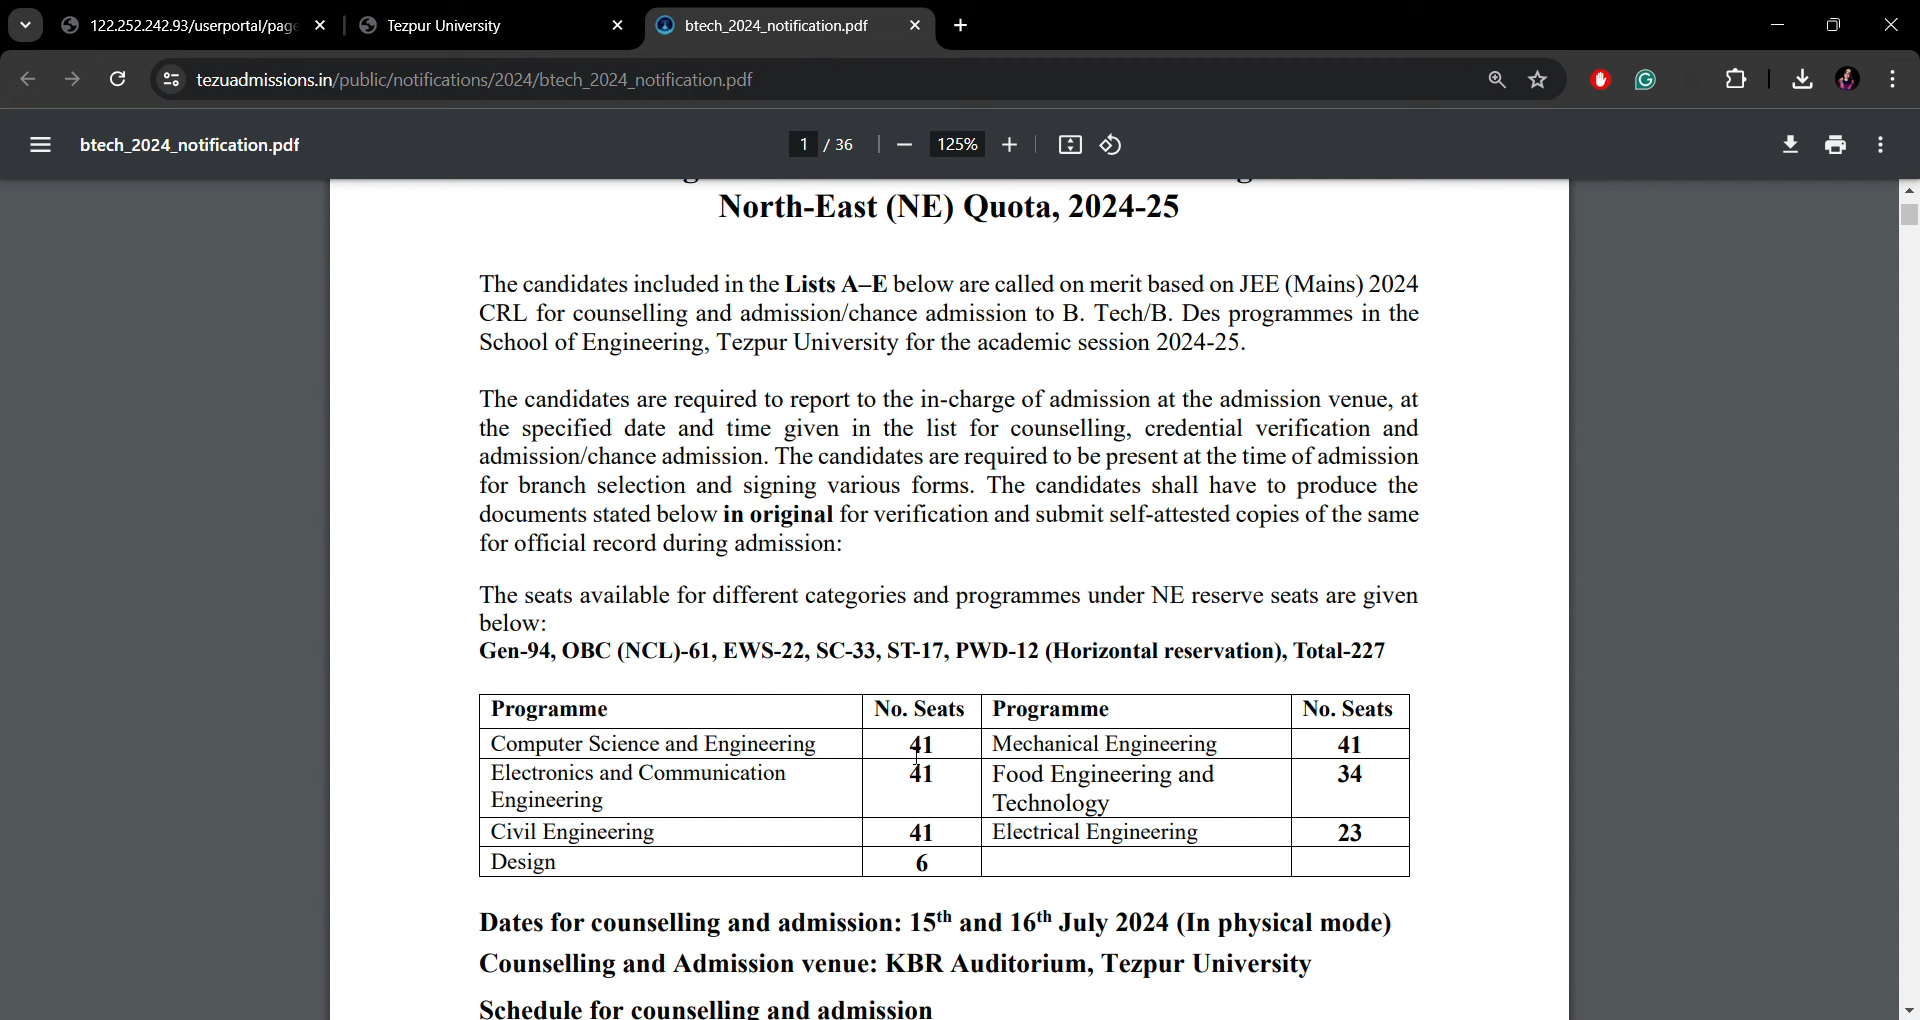 122.252.242.93/userportal/page
Tezpur University
btech_2024_notification.pdf
tezuadmissions.in/public/notifications/2024/btech_2024_notification.pdf
btech_2024_notification.pdf
1 / 36
125%
North-East (NE) Quota, 2024-25
The candidates included in the Lists A–E below are called on merit based on JEE (Mains) 2024
CRL for counselling and admission/chance admission to B. Tech/B. Des programmes in the
School of Engineering, Tezpur University for the academic session 2024-25.
The candidates are required to report to the in-charge of admission at the admission venue, at
the specified date and time given in the list for counselling, credential verification and
admission/chance admission. The candidates are required to be present at the time of admission
for branch selection and signing various forms. The candidates shall have to produce the
documents stated below in original for verification and submit self-attested copies of the same
for official record during admission:
The seats available for different categories and programmes under NE reserve seats are given
below:
Gen-94, OBC (NCL)-61, EWS-22, SC-33, ST-17, PWD-12 (Horizontal reservation), Total-227
Programme No. Seats Programme No. Seats
Computer Science and Engineering 41 Mechanical Engineering 41
Electronics and Communication 41 Food Engineering and 34
Engineering Technology
Civil Engineering 41 Electrical Engineering 23
Design 6
Dates for counselling and admission: 15th and 16th July 2024 (In physical mode)
Counselling and Admission venue: KBR Auditorium, Tezpur University
Schedule for counselling and admission